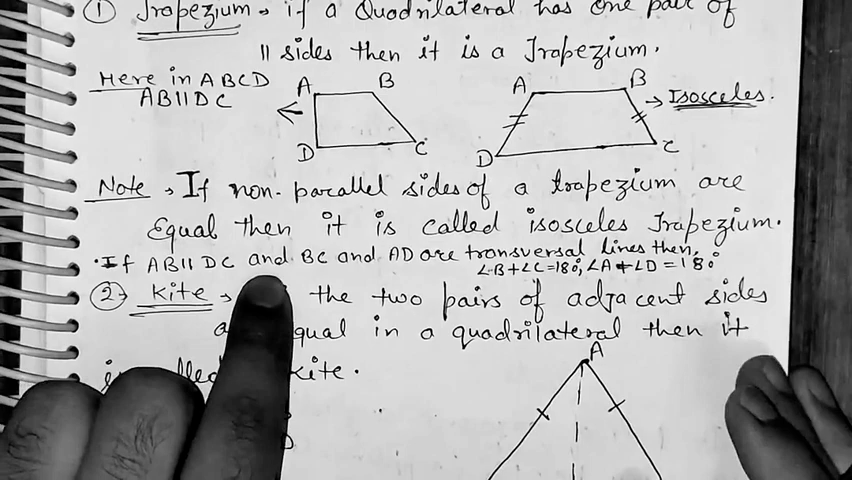 ① Trapezium → if a Quadrilateral has one pair of
|| sides then it is a Trapezium.
Here in ABCD
AB||DC
A B
D C
A B
D C
→ Isosceles.
Note → If non-parallel sides of a trapezium are
Equal then it is called isosceles Trapezium.
·If AB||DC and BC and AD are transversal lines then,
∠B+∠C=180°, ∠A+∠D=180°
② Kite → the two pairs of adjacent sides
equal in a quadrilateral then it
kite.
A